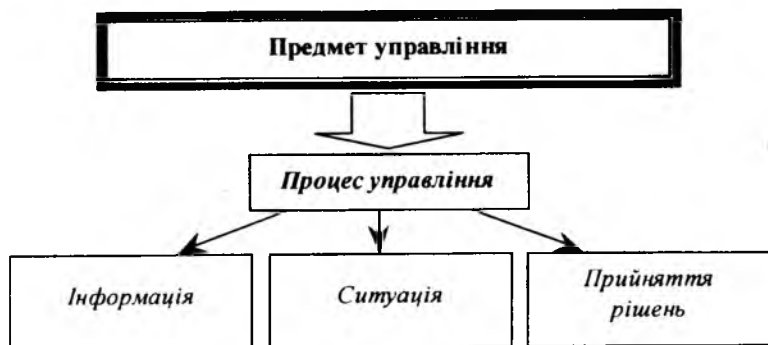 Предмет управління
Процес управління
Інформація
Ситуація
Прийняття
рішень